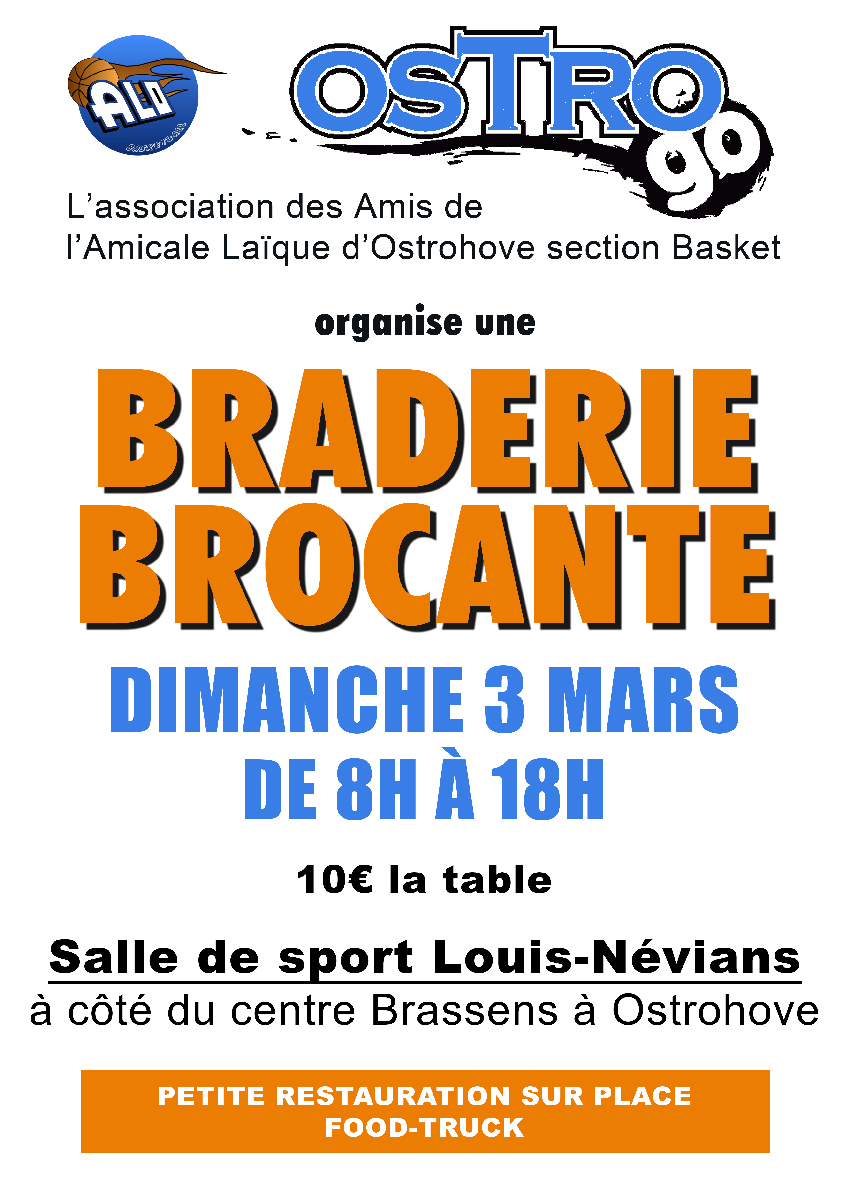 ALO
BASKETBALL
OSTRO
go
L'association des Amis de
l'Amicale Laïque d'Ostrohove section Basket
organise une
BRADERIE
BROCANTE
DIMANCHE 3 MARS
DE 8H À 18H
10€ la table
Salle de sport Louis-Névians
à côté du centre Brassens à Ostrohove
PETITE RESTAURATION SUR PLACE
FOOD-TRUCK